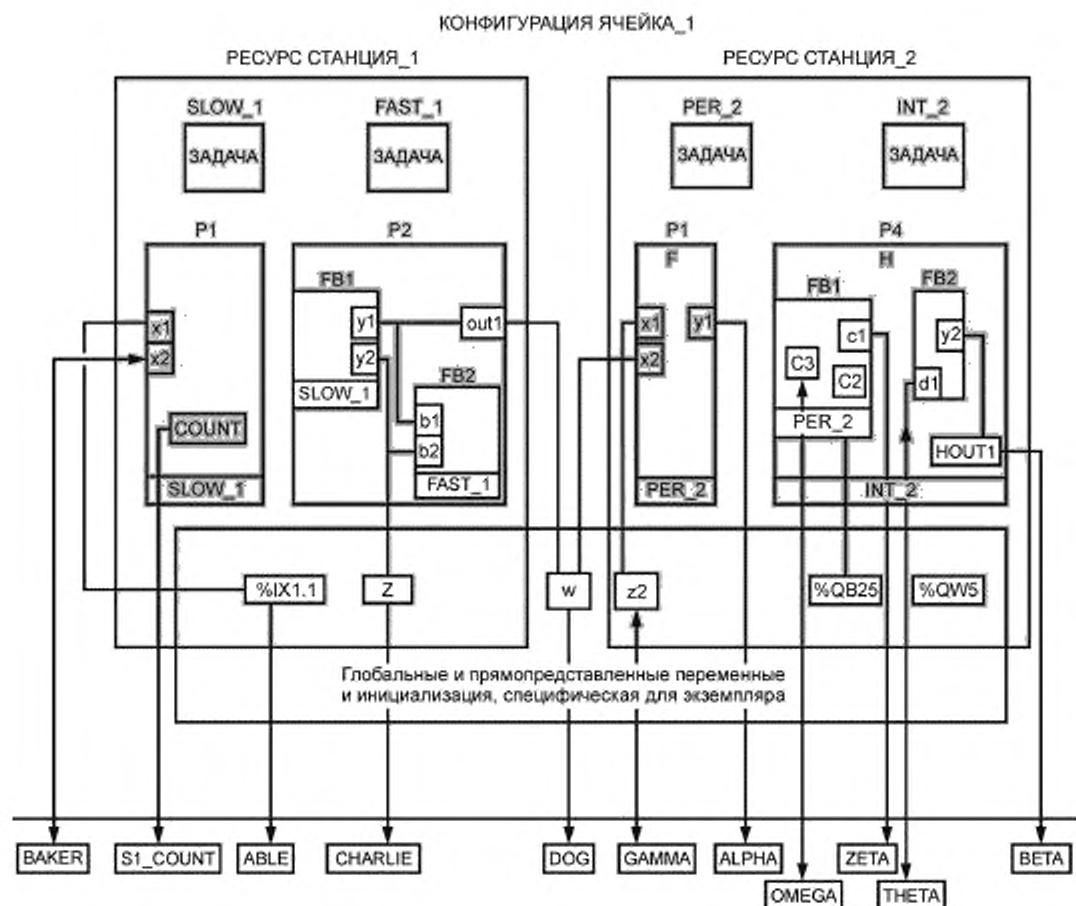 КОНФИГУРАЦИЯ ЯЧЕЙКА_1
РЕСУРС СТАНЦИЯ_1
РЕСУРС СТАНЦИЯ_2
SLOW_1
FAST_1
PER_2
INT_2
ЗАДАЧА
ЗАДАЧА
ЗАДАЧА
ЗАДАЧА
P1
P2
P1
P4
F
H
FB1
FB1
FB2
x1
x2
y1
y2
out1
x1
x2
y1
c1
C3
C2
y2
d1
SLOW_1
FB2
b1
b2
FAST_1
COUNT
PER_2
HOUT1
SLOW_1
PER_2
INT_2
%IX1.1
Z
w
z2
%QB25
%QW5
Глобальные и прямопредставленные переменные
и инициализация, специфическая для экземпляра
BAKER
S1_COUNT
ABLE
CHARLIE
DOG
GAMMA
ALPHA
ZETA
BETA
OMEGA
THETA